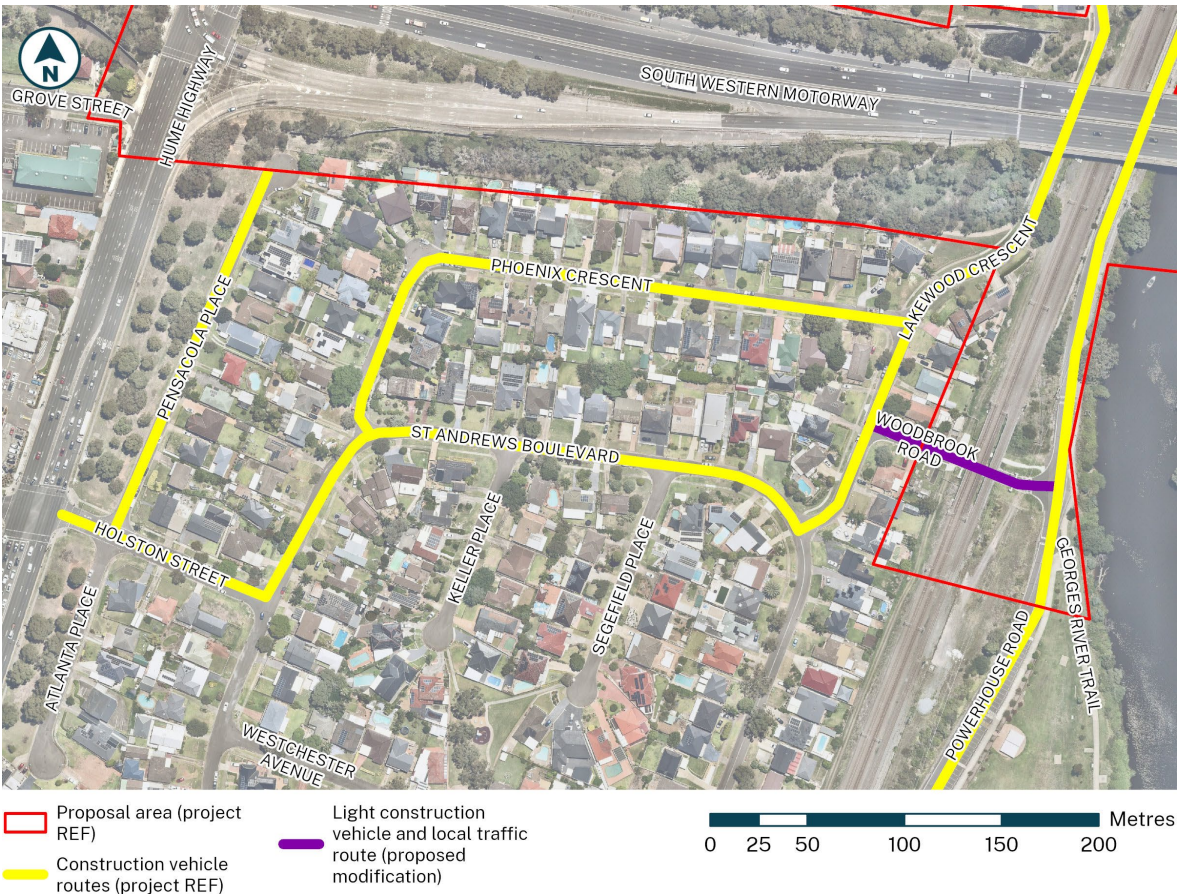 SOUTH WESTERN MOTORWAY
N
GROVE STREET
HUME HIGHWAY
PENSACOLA PLACE
PHOENIX CRESCENT
LAKEWOOD CRESCENT
WOODBROOK
ROAD
ST ANDREWS BOULEVARD
HOLSTON STREET
KELLER PLACE
SEGEFIELD PLACE
ATLANTA PLACE
GEORGES RIVER TRAIL
POWERHOUSE ROAD
WESTCHESTER
AVENUE
Proposal area (project
REF)
Construction vehicle
routes (project REF)
Light construction
vehicle and local traffic
route (proposed
modification)
Metres
0 25 50 100 150 200